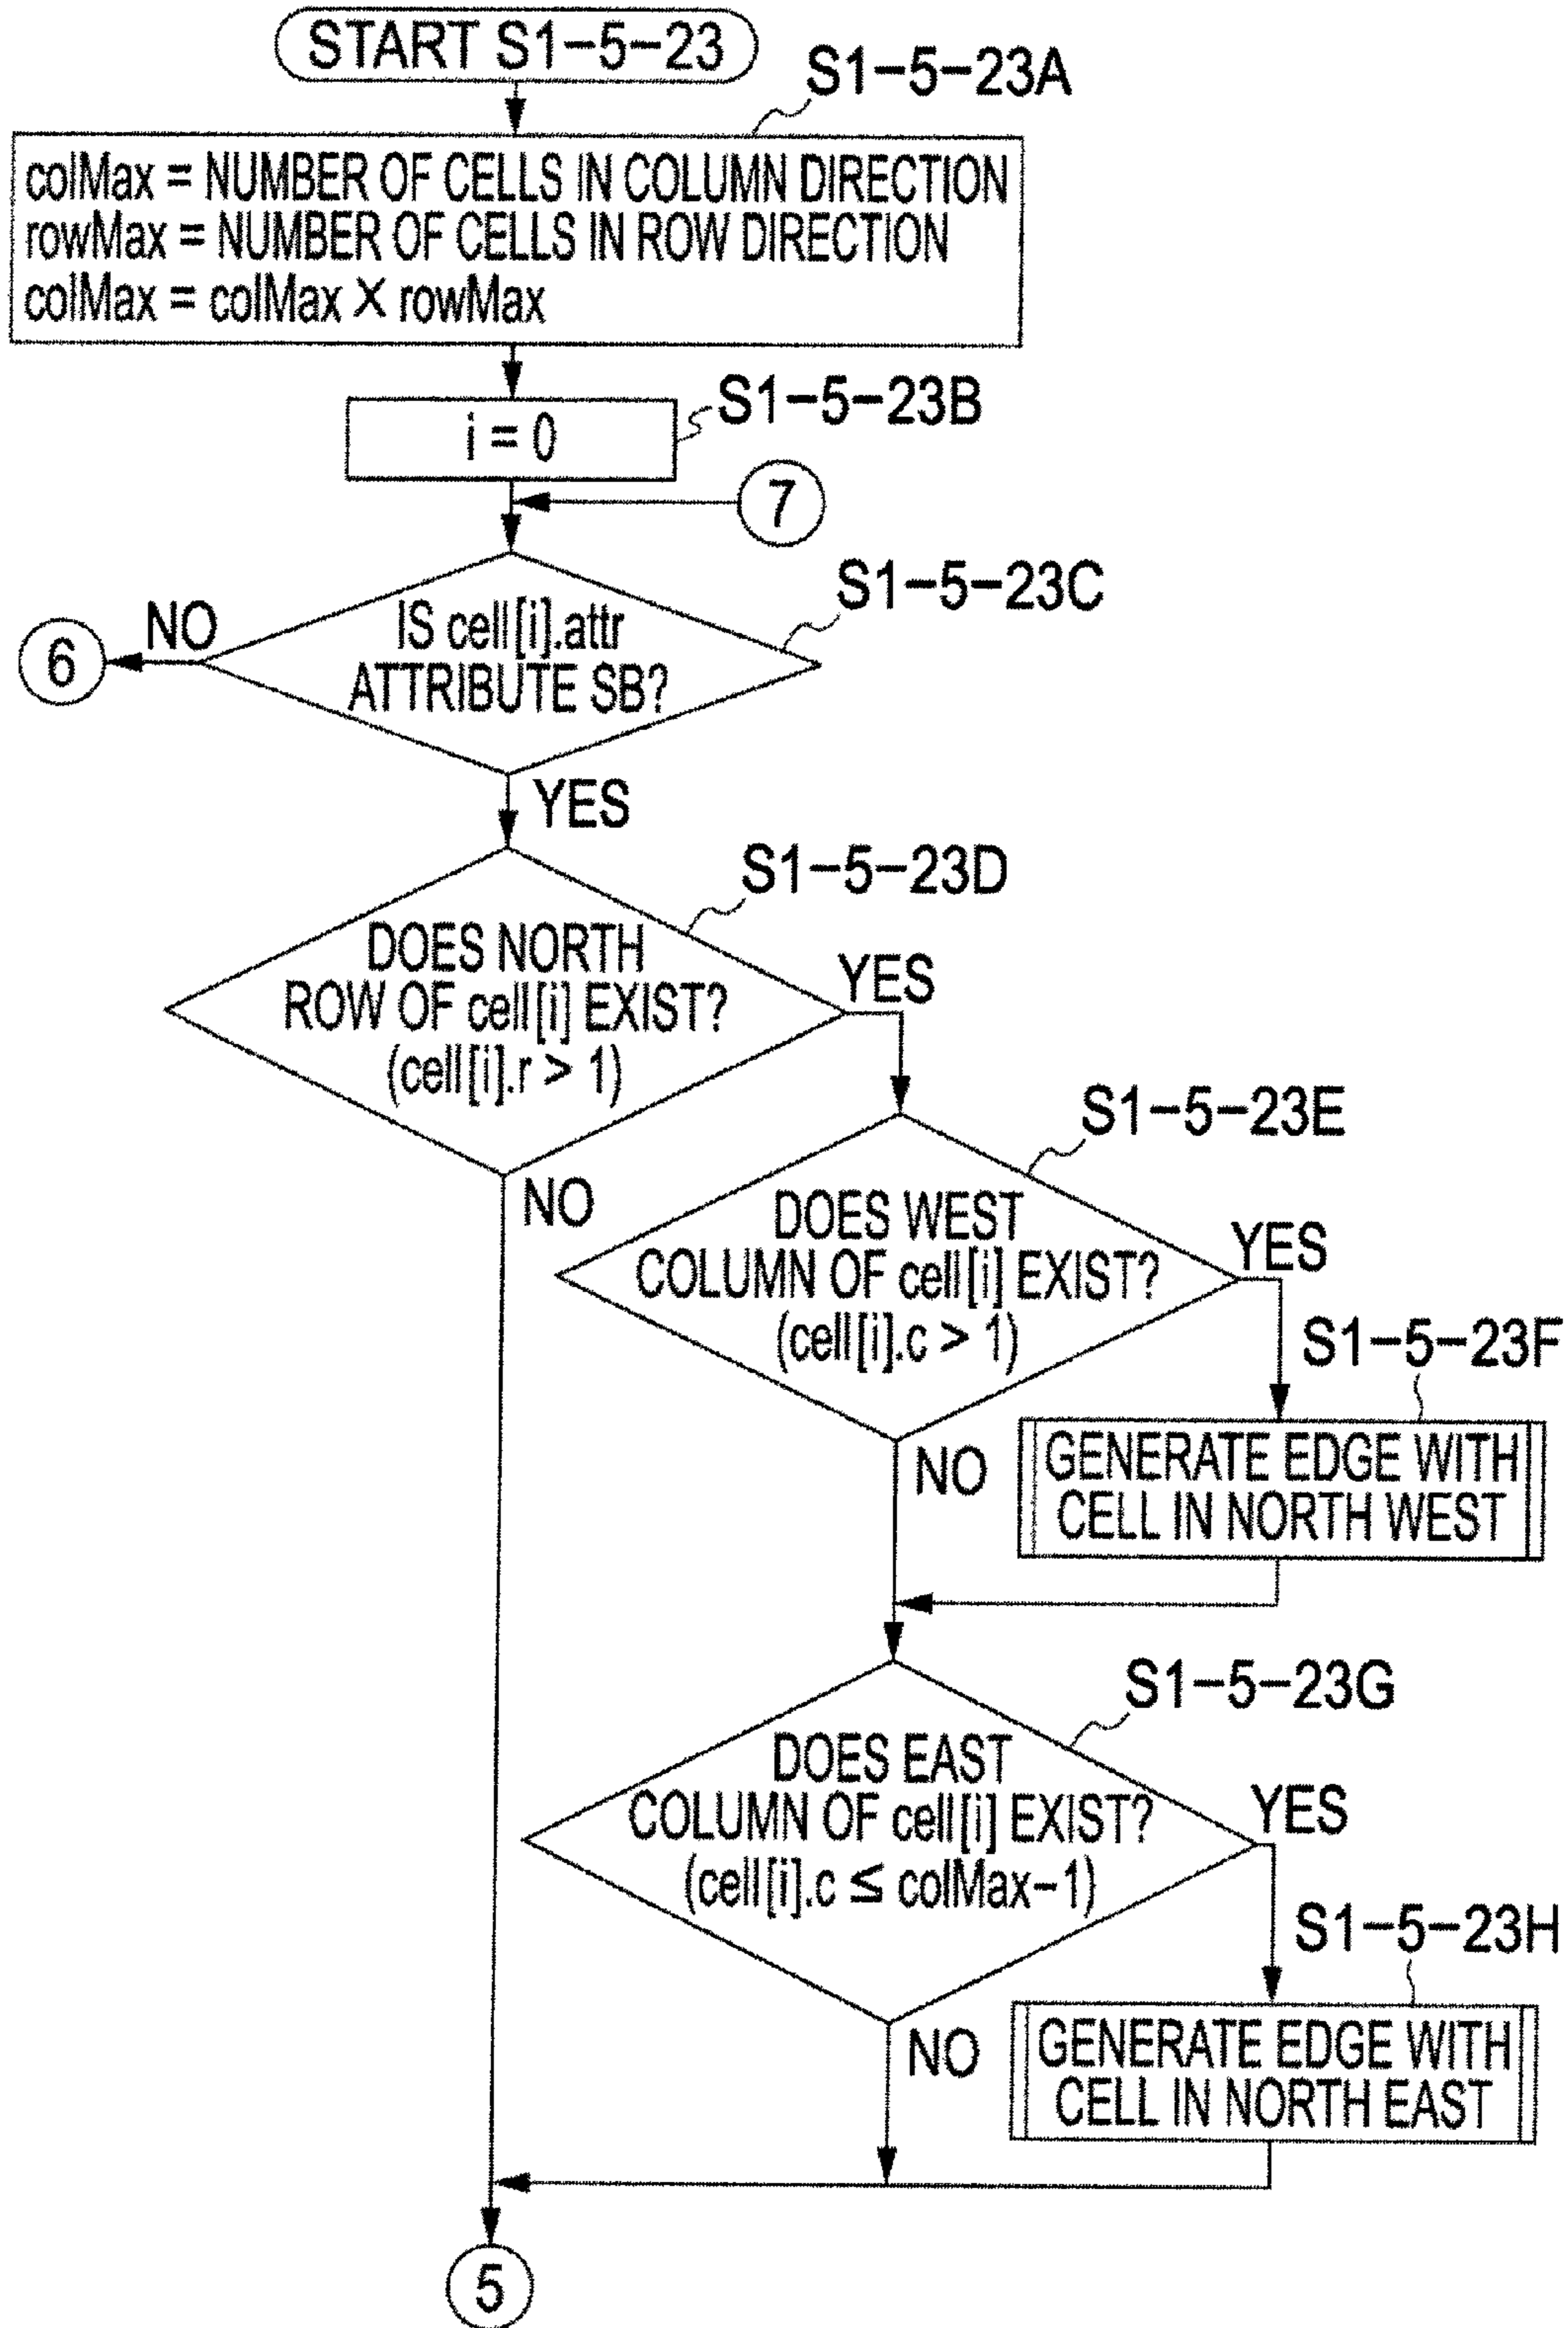 START S1-5-23
S1-5-23A
colMax = NUMBER OF CELLS IN COLUMN DIRECTION
rowMax = NUMBER OF CELLS IN ROW DIRECTION
colMax = colMax X rowMax
S1-5-23B
i = 0
7
S1-5-23C
IS cell[i].attr
ATTRIBUTE SB?
NO
6
YES
S1-5-23D
DOES NORTH
ROW OF cell[i] EXIST?
(cell[i].r > 1)
YES
NO
S1-5-23E
DOES WEST
COLUMN OF cell[i] EXIST?
(cell[i].c > 1)
YES
NO
S1-5-23F
GENERATE EDGE WITH
CELL IN NORTH WEST
S1-5-23G
DOES EAST
COLUMN OF cell[i] EXIST?
(cell[i].c ≤ colMax-1)
YES
NO
S1-5-23H
GENERATE EDGE WITH
CELL IN NORTH EAST
5